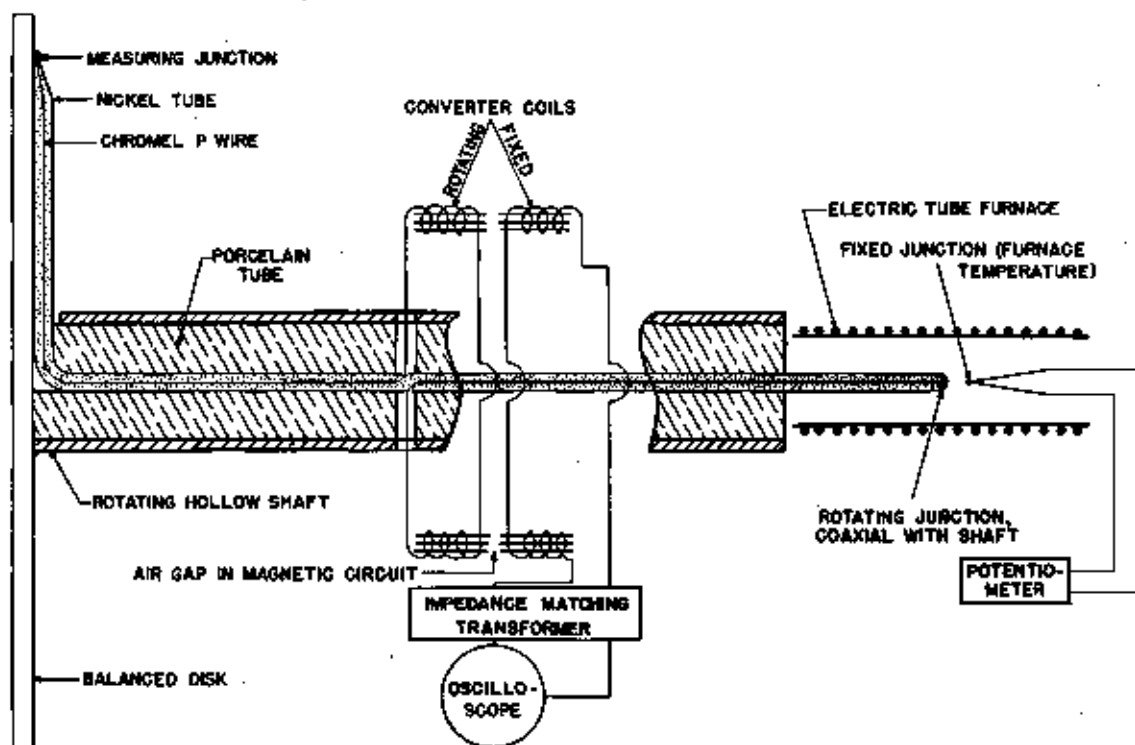 MEASURING JUNCTION
NICKEL TUBE
CHROMEL P WIRE
CONVERTER COILS
ROTATING
FIXED
PORCELAIN
TUBE
ELECTRIC TUBE FURNACE
FIXED JUNCTION (FURNACE
TEMPERATURE)
ROTATING HOLLOW SHAFT
ROTATING JUNCTION,
COAXIAL WITH SHAFT
AIR GAP IN MAGNETIC CIRCUIT
POTENTIO-
METER
IMPEDANCE MATCHING
TRANSFORMER
BALANCED DISK
OSCILLO-
SCOPE